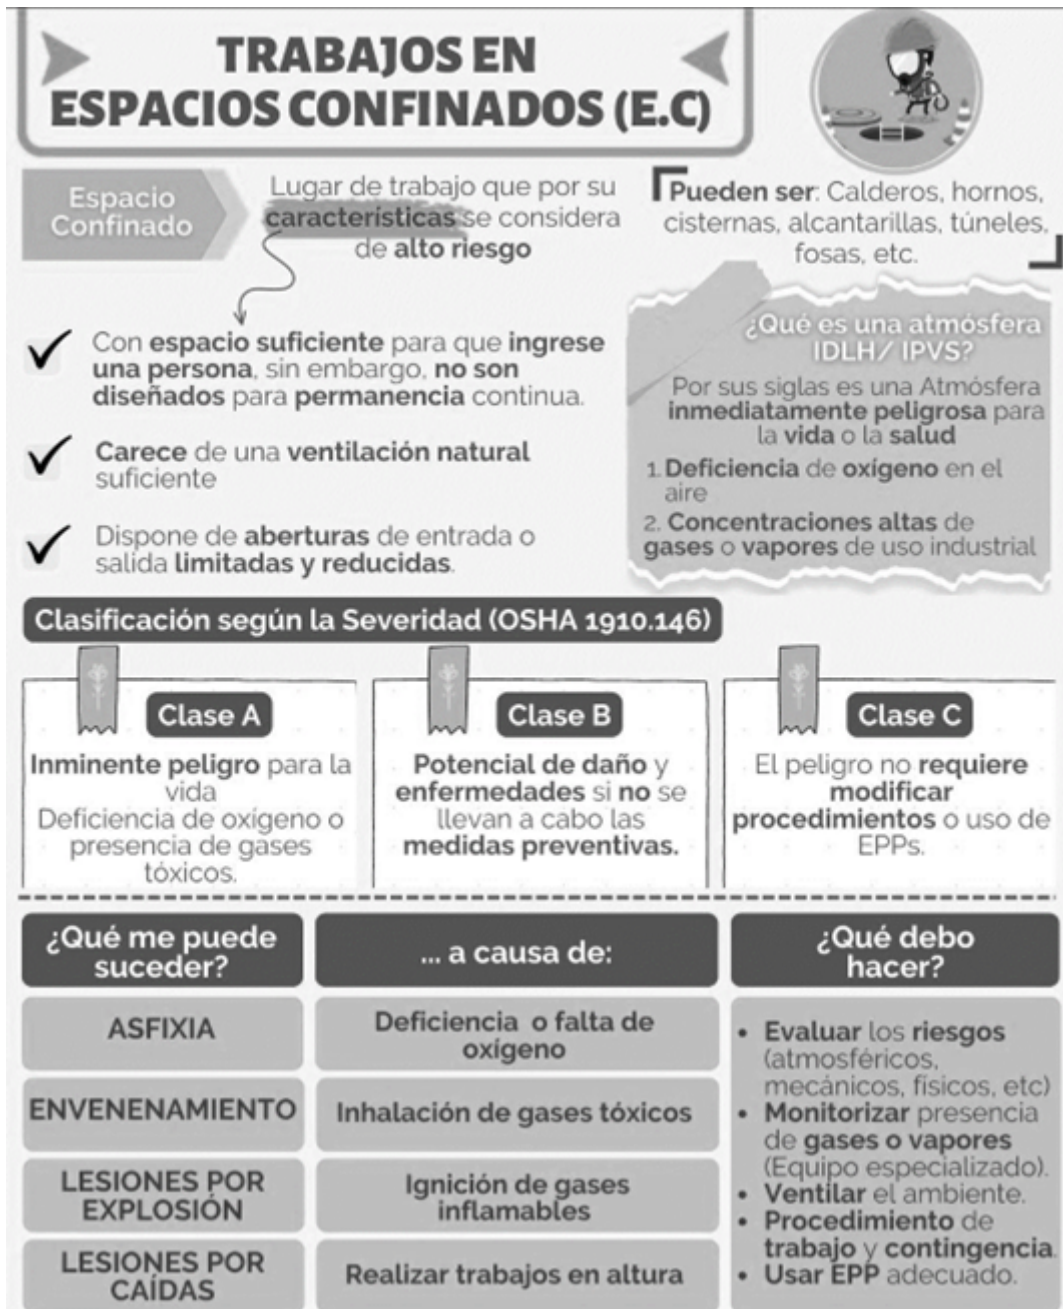 TRABAJOS EN
ESPACIOS CONFINADOS (E.C)
Espacio
Confinado
Lugar de trabajo que por su
características se considera
de alto riesgo
Pueden ser: Calderos, hornos,
cisternas, alcantarillas, túneles,
fosas, etc.
Con espacio suficiente para que ingrese
una persona, sin embargo, no son
diseñados para permanencia continua.
Carece de una ventilación natural
suficiente
Dispone de aberturas de entrada o
salida limitadas y reducidas.
¿Qué es una atmósfera
IDLH/ IPVS?
Por sus siglas es una Atmósfera
inmediatamente peligrosa para
la vida o la salud
1. Deficiencia de oxígeno en el
aire
2. Concentraciones altas de
gases o vapores de uso industrial
Clasificación según la Severidad (OSHA 1910.146)
Clase A
Inminente peligro para la
vida
Deficiencia de oxígeno o
presencia de gases
tóxicos.
Clase B
Potencial de daño y
enfermedades si no se
llevan a cabo las
medidas preventivas.
Clase C
El peligro no requiere
modificar
procedimientos o uso de
EPPs.
¿Qué me puede
suceder?
... a causa de:
¿Qué debo
hacer?
ASFIXIA
Deficiencia o falta de
oxígeno
ENVENENAMIENTO
Inhalación de gases tóxicos
LESIONES POR
EXPLOSIÓN
Ignición de gases
inflamables
LESIONES POR
CAÍDAS
Realizar trabajos en altura
• Evaluar los riesgos
(atmosféricos,
mecánicos, físicos, etc)
• Monitorizar presencia
de gases o vapores
(Equipo especializado).
• Ventilar el ambiente.
• Procedimiento de
trabajo y contingencia.
• Usar EPP adecuado.